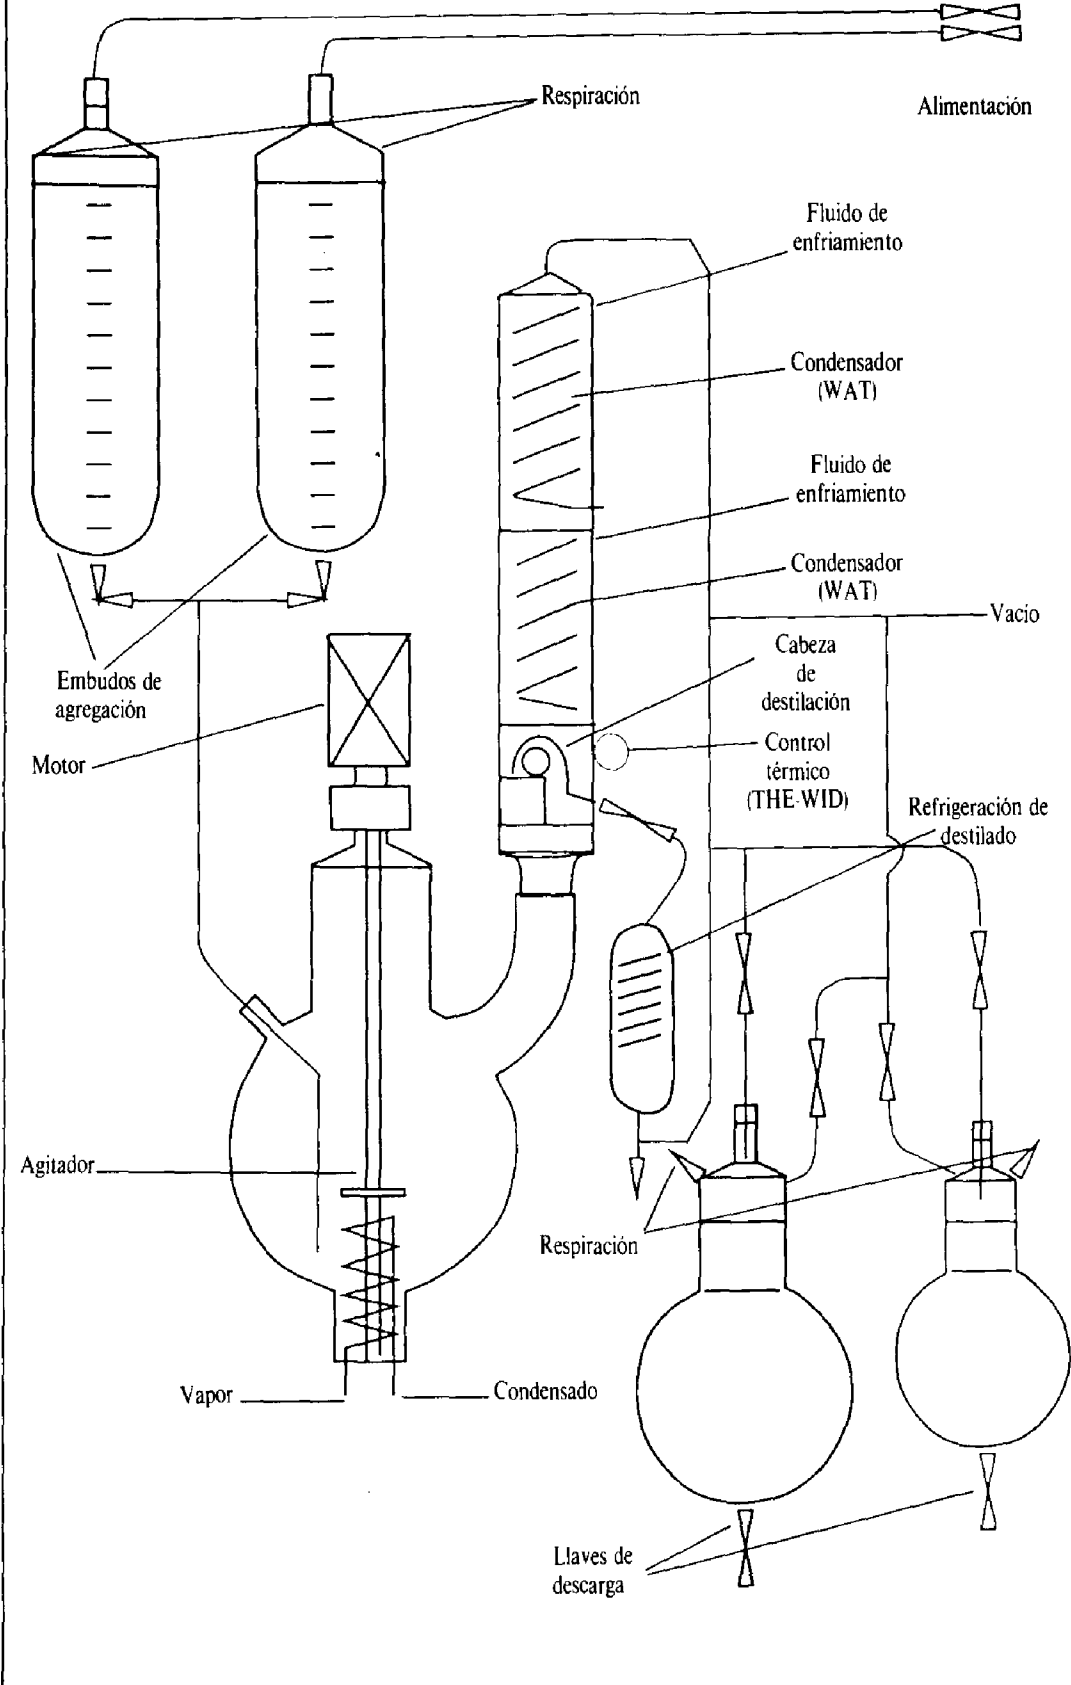 Respiración
Alimentación
Fluido de
enfriamiento
Condensador
(WAT)
Fluido de
enfriamiento
Condensador
(WAT)
Vacío
Cabeza
de
destilación
Embudos de
agregación
Motor
Control
térmico
(THE-WID)
Refrigeración de
destilado
Agitador
Respiración
Vapor
Condensado
Llaves de
descarga